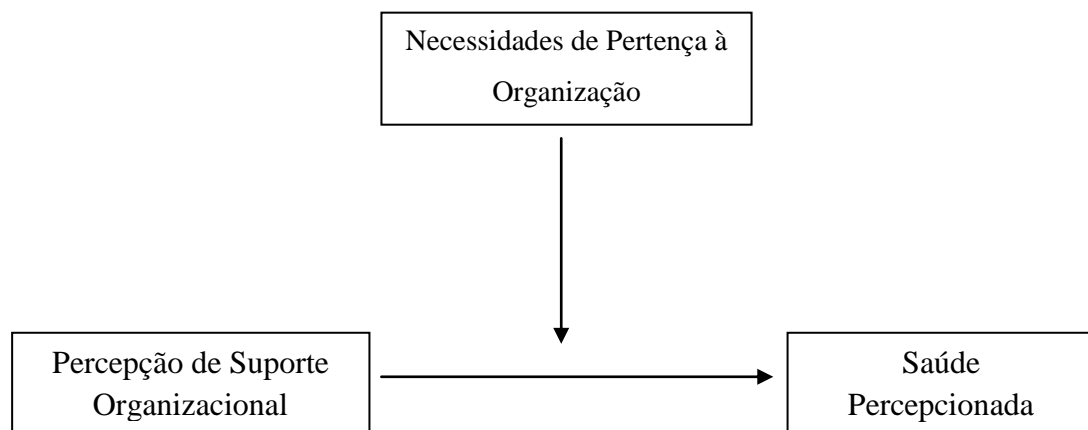 Necessidades de Pertença à
Organização
Percepção de Suporte
Organizacional
Saúde
Percepcionada